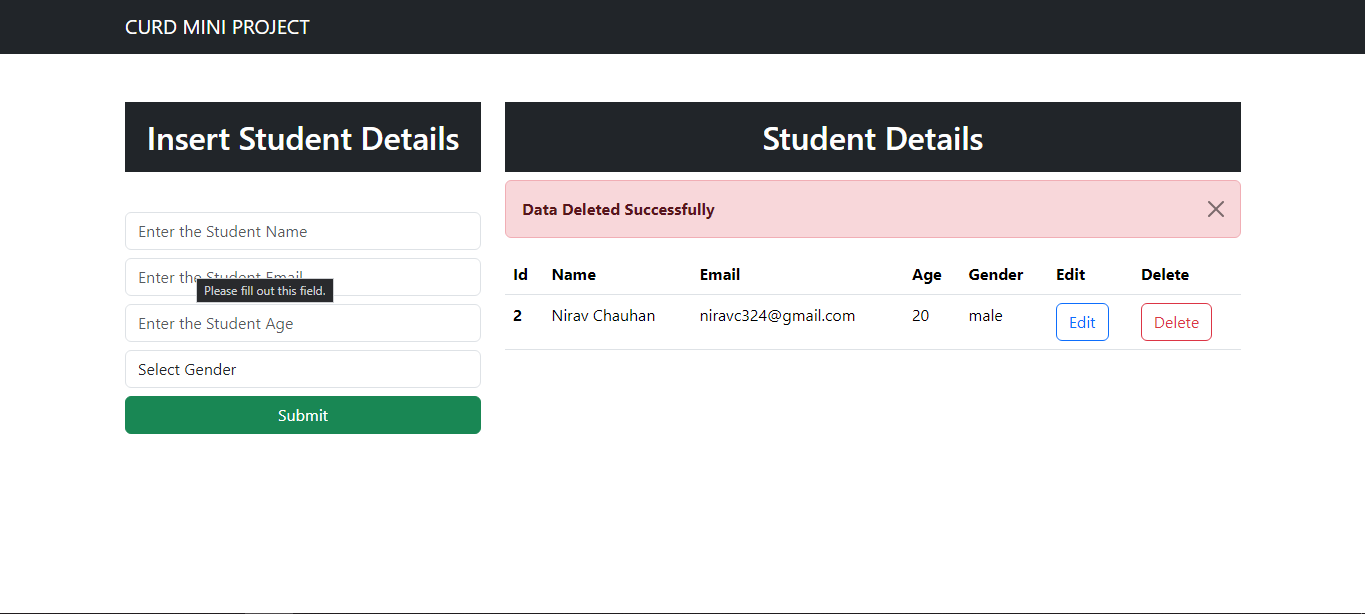 CURD MINI PROJECT
Insert Student Details
Enter the Student Name
Enter the Student Email
Please fill out this field.
Enter the Student Age
Select Gender
Submit
Student Details
Data Deleted Successfully
Id Name Email Age Gender Edit Delete
2 Nirav Chauhan niravc324@gmail.com 20 male Edit Delete